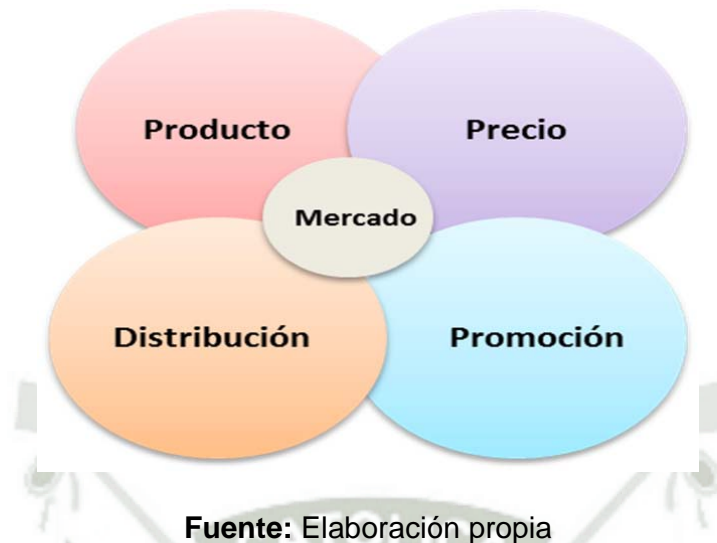 Producto
Precio
Mercado
Distribución
Promoción
Fuente: Elaboración propia